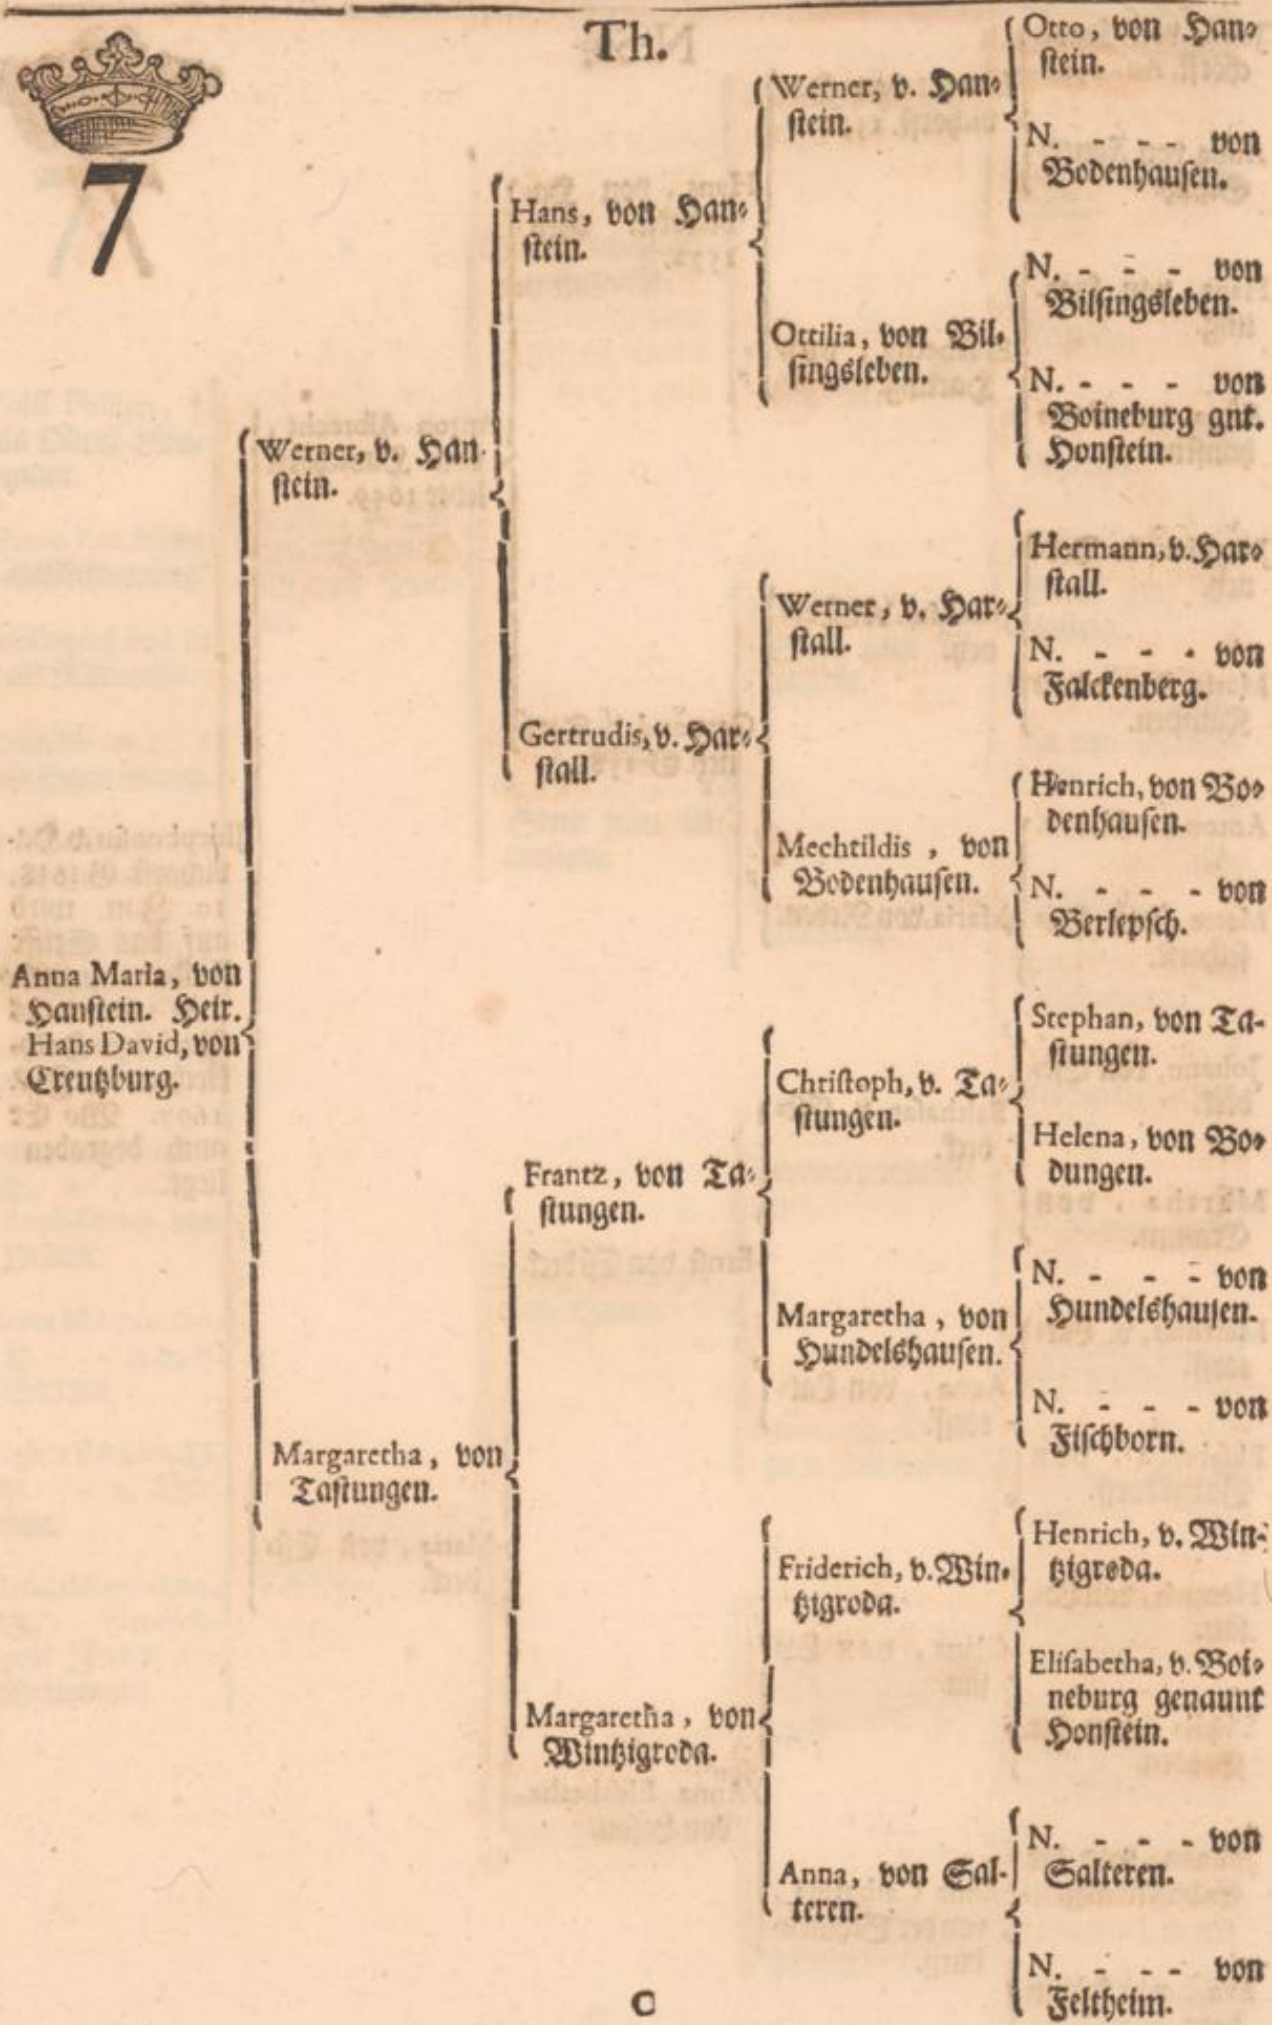 Th.
7
Anna Maria, von
Hanstein. Heir.
Hans David, von
Creutzburg.
Werner, v. Han-
stein.
Margaretha, von
Tastungen.
Hans, von Han-
stein.
Gertrudis, v. Har-
stall.
Frantz, von Ta-
stungen.
Margaretha, von
Wintzigroda.
Werner, v. Han-
stein.
Ottilia, von Bil-
singsleben.
Werner, v. Har-
stall.
Mechtildis, von
Bodenhausen.
Christoph, v. Ta-
stungen.
Margaretha, von
Hundelshausen.
Friderich, v. Win-
tzigroda.
Anna, von Sal-
teren.
Otto, von Han-
stein.
N. - - - von
Bodenhausen.
N. - - - von
Bilsingsleben.
N. - - - von
Boineburg gnt.
Honstein.
Hermann, v. Har-
stall.
N. - - - von
Falckenberg.
Henrich, von Bo-
denhausen.
N. - - - von
Berlepsch.
Stephan, von Ta-
stungen.
Helena, von Bo-
dungen.
N. - - - von
Hundelshausen.
N. - - - von
Fischborn.
Henrich, v. Win-
tzigroda.
Elisabetha, v. Boi-
neburg genannt
Honstein.
N. - - - von
Salteren.
N. - - - von
Feltheim.
C